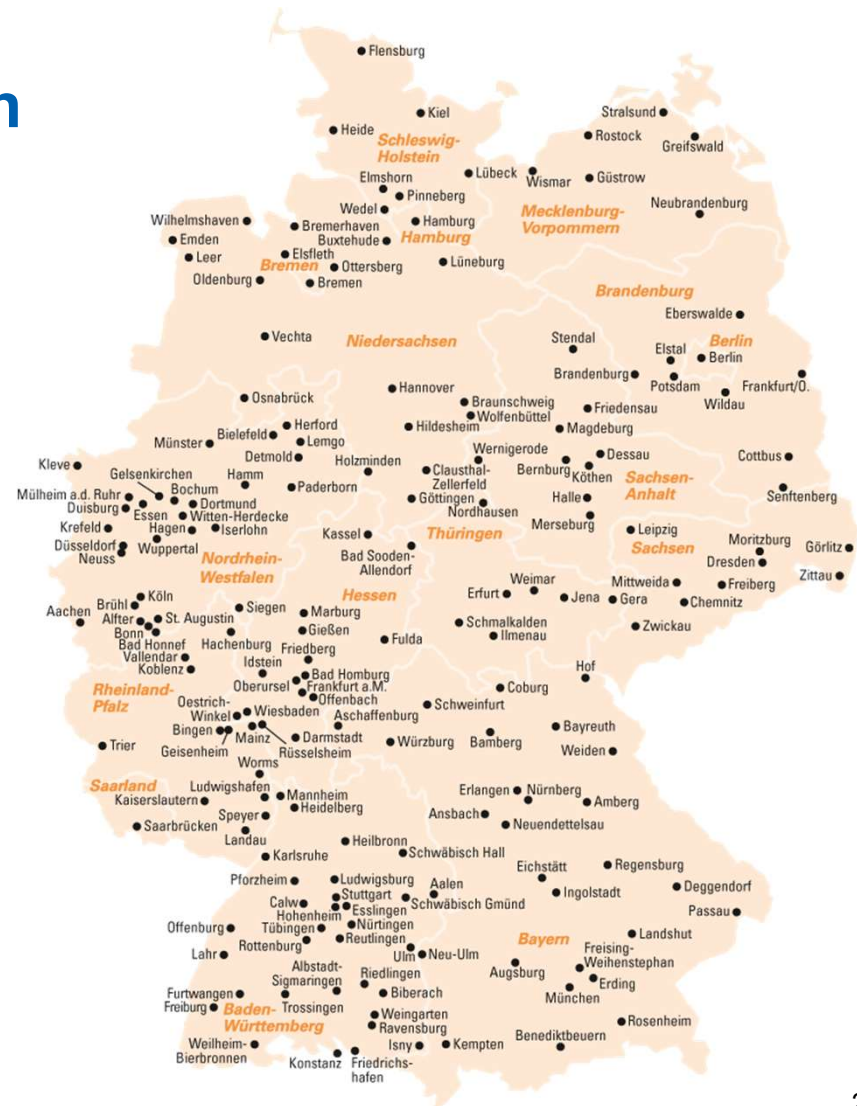 n
Flensburg
Kiel
Stralsund
Heide
Rostock
Greifswald
Schleswig-
Holstein
Lübeck
Wismar
Güstrow
Elmshorn
Pinneberg
Neubrandenburg
Wedel
Mecklenburg-
Vorpommern
Wilhelmshaven
Bremerhaven
Hamburg
Emden
Buxtehude
Hamburg
Leer
Elsfleth
Bremen
Ottersberg
Lüneburg
Oldenburg
Bremen
Brandenburg
Eberswalde
Vechta
Niedersachsen
Stendal
Berlin
Elstal
Berlin
Brandenburg
Potsdam
Frankfurt/O.
Hannover
Wildau
Osnabrück
Braunschweig
Friedensau
Wolfenbüttel
Herford
Hildesheim
Magdeburg
Bielefeld
Lemgo
Münster
Detmold
Holzminden
Wernigerode
Dessau
Cottbus
Kleve
Gelsenkirchen
Hamm
Clausthal-
Zellerfeld
Bernburg
Köthen
Sachsen-
Anhalt
Bochum
Paderborn
Mülheim a.d. Ruhr
Dortmund
Göttingen
Halle
Senftenberg
Duisburg
Essen
Witten-Herdecke
Nordhausen
Krefeld
Hagen
Iserlohn
Merseburg
Kassel
Thüringen
Leipzig
Düsseldorf
Neuss
Wuppertal
Bad Sooden-
Allendorf
Sachsen
Moritzburg
Görlitz
Nordrhein-
Westfalen
Dresden
Zittau
Weimar
Mittweida
Freiberg
Hessen
Erfurt
Jena
Gera
Chemnitz
Köln
Brühl
Siegen
Marburg
Aachen
Alfter
St. Augustin
Schmalkalden
Zwickau
Bonn
Gießen
Ilmenau
Bad Honnef
Hachenburg
Fulda
Vallendar
Friedberg
Koblenz
Idstein
Hof
Bad Homburg
Oberursel
Frankfurt a.M.
Coburg
Rheinland-
Pfalz
Offenbach
Oestrich-
Winkel
Wiesbaden
Schweinfurt
Aschaffenburg
Bingen
Mainz
Darmstadt
Würzburg
Bamberg
Bayreuth
Trier
Geisenheim
Rüsselsheim
Weiden
Worms
Saarland
Ludwigshafen
Mannheim
Erlangen
Nürnberg
Kaiserslautern
Heidelberg
Amberg
Speyer
Ansbach
Saarbrücken
Neuendettelsau
Landau
Heilbronn
Karlsruhe
Schwäbisch Hall
Eichstätt
Regensburg
Pforzheim
Ludwigsburg
Aalen
Deggendorf
Stuttgart
Ingolstadt
Calw
Schwäbisch Gmünd
Hohenheim
Esslingen
Passau
Offenburg
Tübingen
Nürtingen
Landshut
Rottenburg
Reutlingen
Bayern
Lahr
Ulm
Neu-Ulm
Freising-
Weihenstephan
Albstadt-
Sigmaringen
Riedlingen
Augsburg
Erding
Furtwangen
Biberach
München
Freiburg
Trossingen
Baden-
Württemberg
Weingarten
Ravensburg
Rosenheim
Weilheim-
Bierbronnen
Isny
Kempten
Benediktbeuern
Konstanz
Friedrichs-
hafen